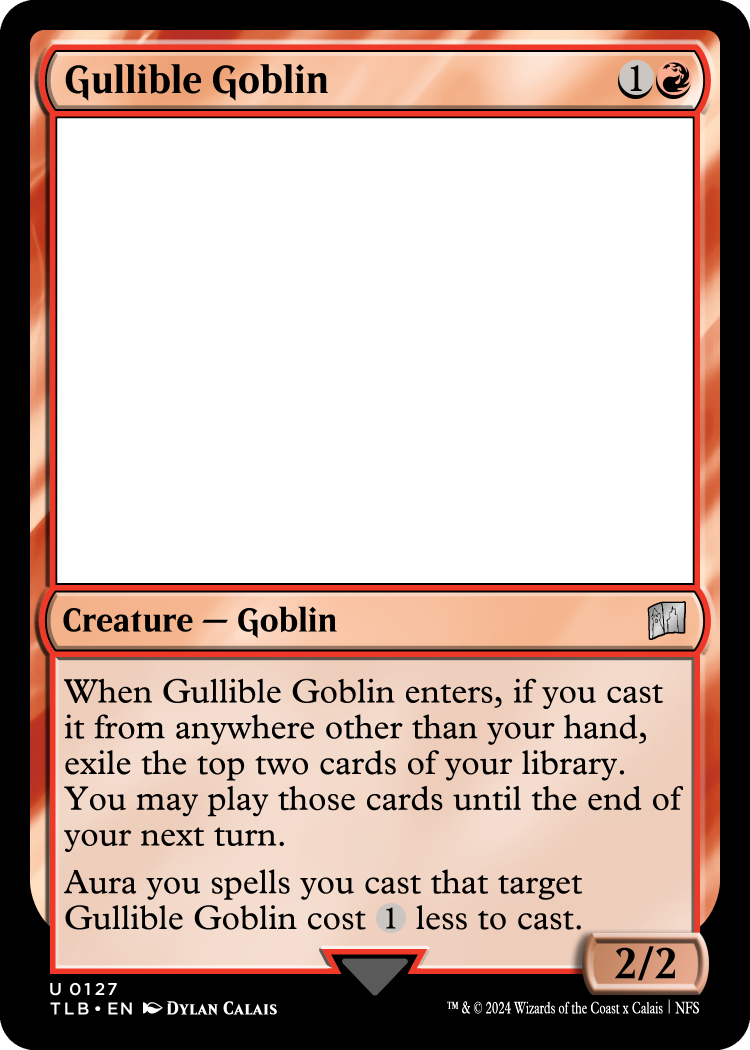 Gullible Goblin 1
Creature — Goblin
When Gullible Goblin enters, if you cast
it from anywhere other than your hand,
exile the top two cards of your library.
You may play those cards until the end of
your next turn.
Aura you spells you cast that target
Gullible Goblin cost 1 less to cast.
2/2
U 0127
TLB • EN Dylan Calais
™ & © 2024 Wizards of the Coast x Calais | NFS